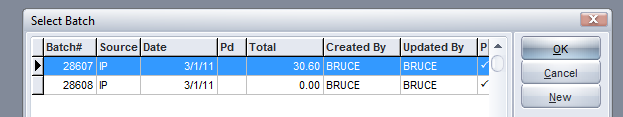 Select Batch
Batch# Source Date Pd Total Created By Updated By P
28607 IP 3/1/11 30.60 BRUCE BRUCE
28608 IP 3/1/11 0.00 BRUCE BRUCE
OK
Cancel
New